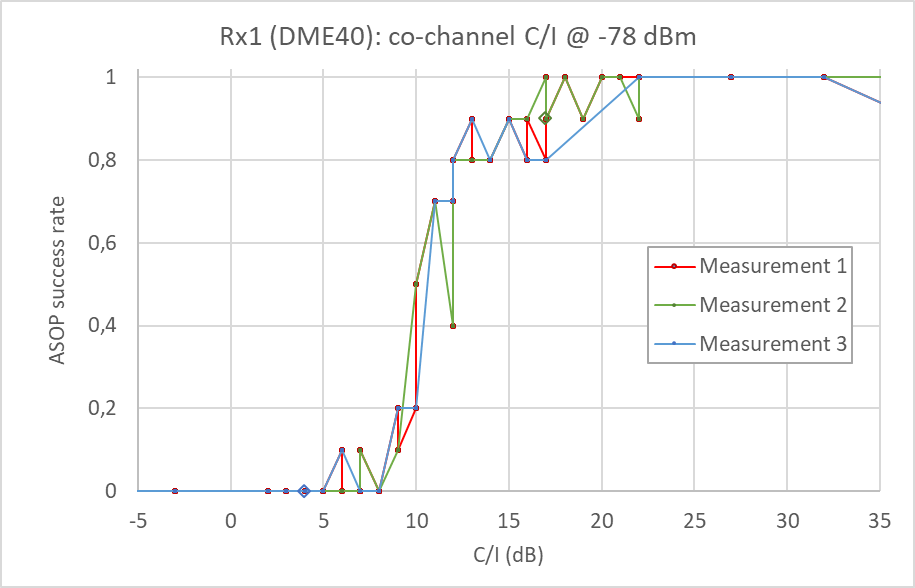 Rx1 (DME40): co-channel C/I @ -78 dBm
1
0,8
0,6
0,4
0,2
0
ASOP success rate
-5 0 5 10 15 20 25 30 35
C/I (dB)
Measurement 1
Measurement 2
Measurement 3